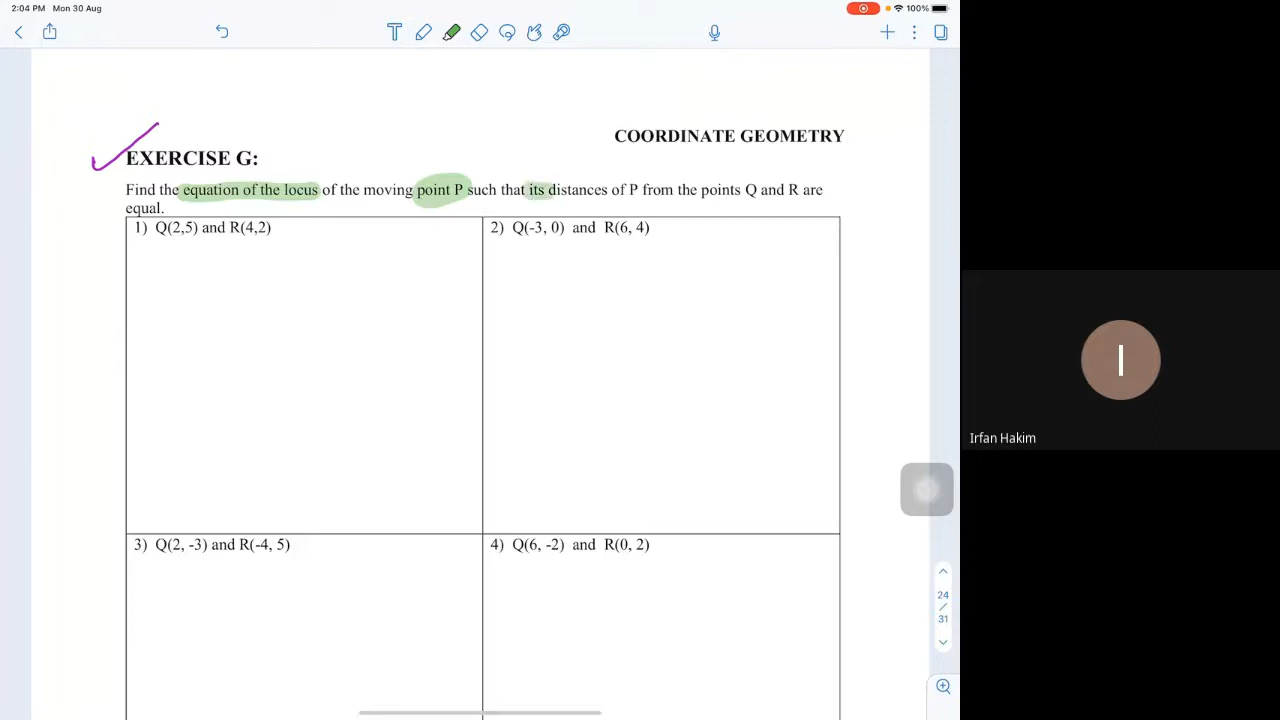 2:04 PM Mon 30 Aug
100%
COORDINATE GEOMETRY
EXERCISE G:
Find the equation of the locus of the moving point P such that its distances of P from the points Q and R are
equal.
1) Q(2,5) and R(4,2)
2) Q(-3, 0) and R(6, 4)
3) Q(2, -3) and R(-4, 5)
4) Q(6, -2) and R(0, 2)
24
/
31
I
Irfan Hakim